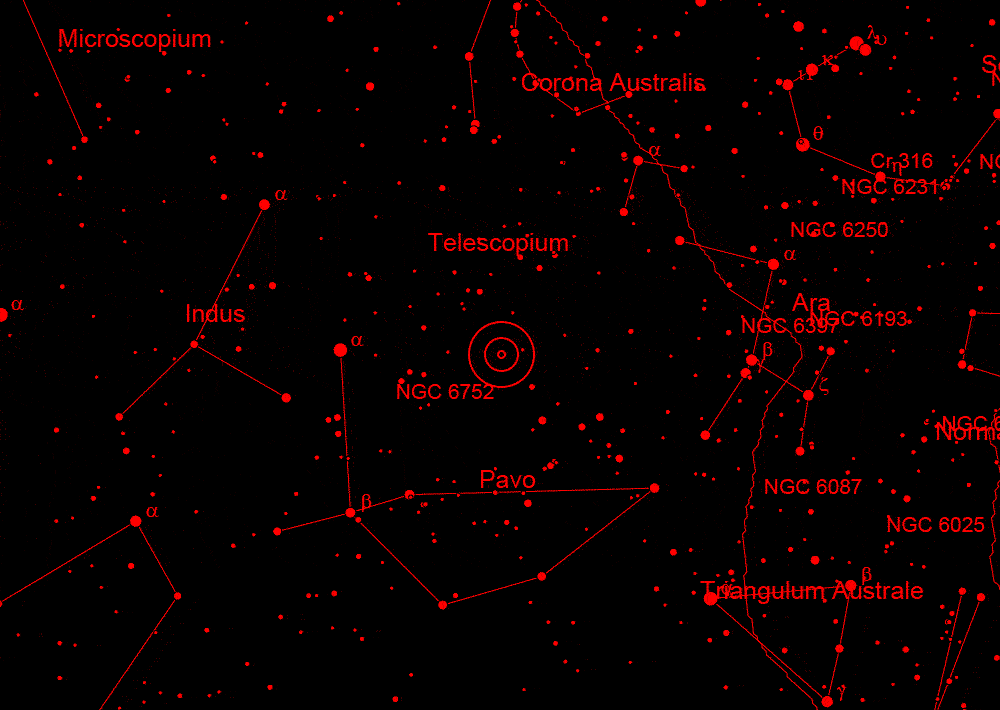 Microscopium
λ
υ
κ
ι1
Corona Australis
θ
α
Cr 316
η
NGC 6231
α
NGC 6250
Telescopium
α
α
Indus
Ara
NGC 6193
NGC 6397
α
β
ζ
NGC 6752
Pavo
NGC 6087
β
α
NGC 6025
β
Triangulum Australe
α
γ